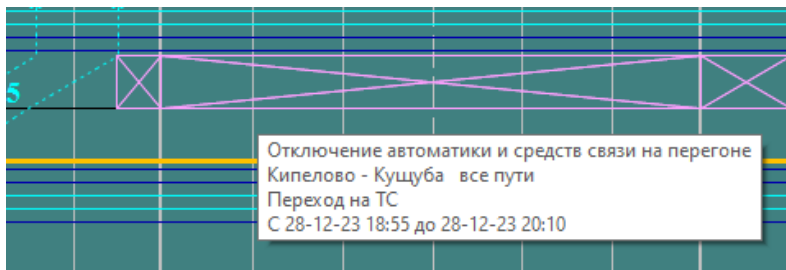 5
Отключение автоматики и средств связи на перегоне
Кипелово - Кущуба все пути
Переход на ТС
С 28-12-23 18:55 до 28-12-23 20:10